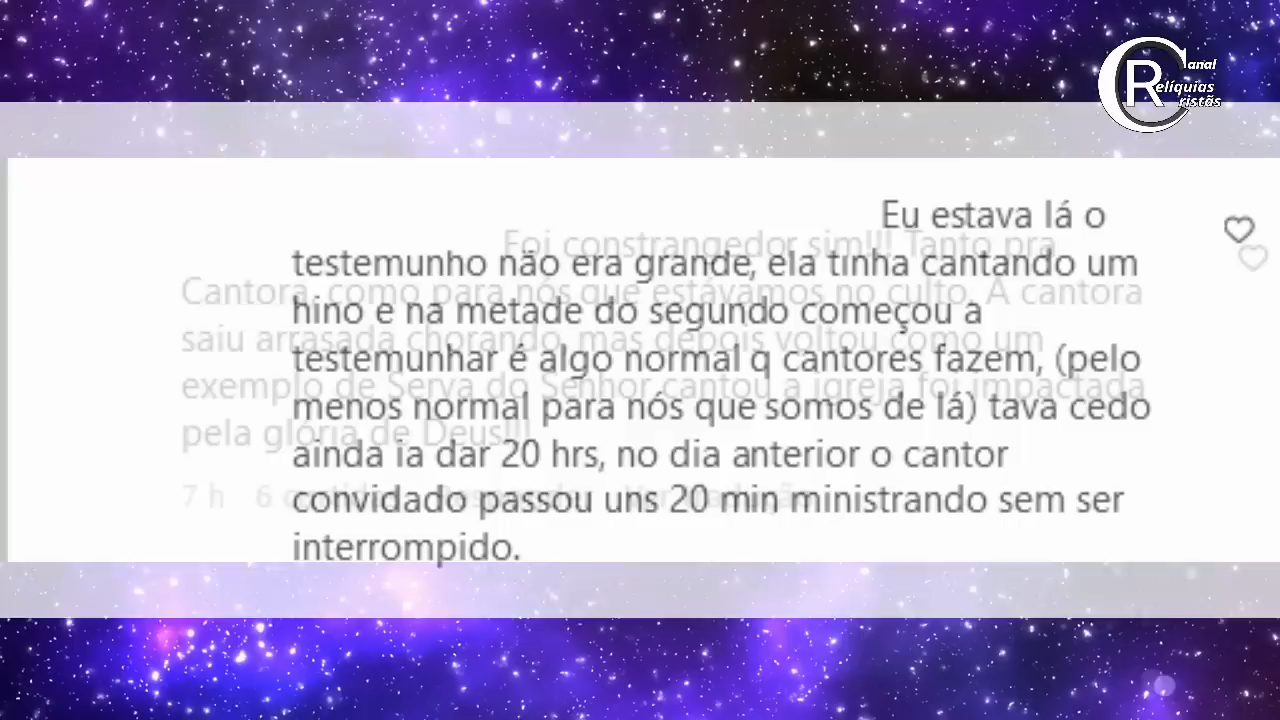 Canal
Relíquias
Cristãs
Eu estava lá o
testemunho não era grande, ela tinha cantando um
hino e na metade do segundo começou a
testemunhar é algo normal q cantores fazem, (pelo
menos normal para nós que somos de lá) tava cedo
ainda ia dar 20 hrs, no dia anterior o cantor
convidado passou uns 20 min ministrando sem ser
interrompido.
Foi constrangedor sim!!! Tanto pra
Cantora, como para nós que estávamos no culto. A cantora
saiu arrasada chorando, mas depois voltou como um
exemplo de Serva do Senhor cantou a igreja foi impactada
pela glória de Deus!!!
7 h 6